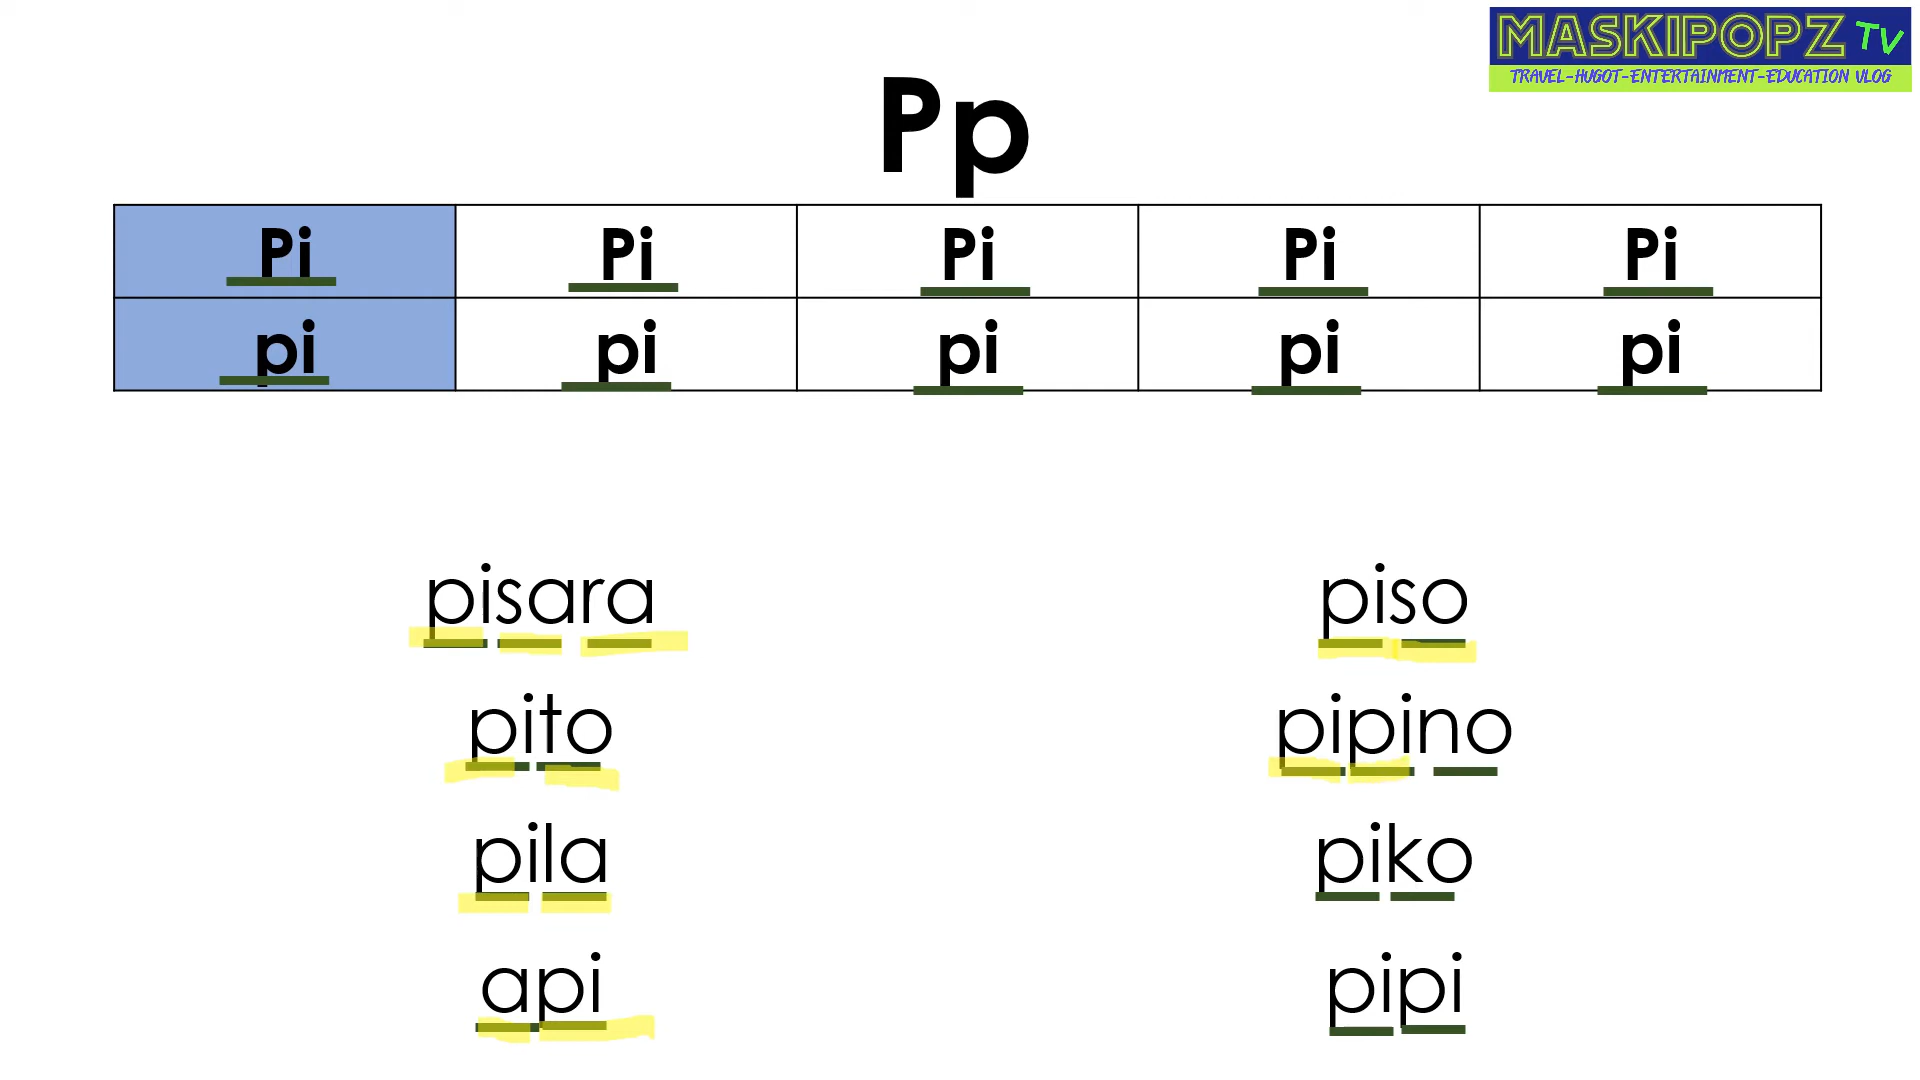 MASKIPOPZ TV
TRAVEL-HUGOT-ENTERTAINMENT-EDUCATION VLOG
Pp
Pi Pi Pi Pi Pi
pi pi pi pi pi
pisara piso
pito pipino
pila piko
api pipi